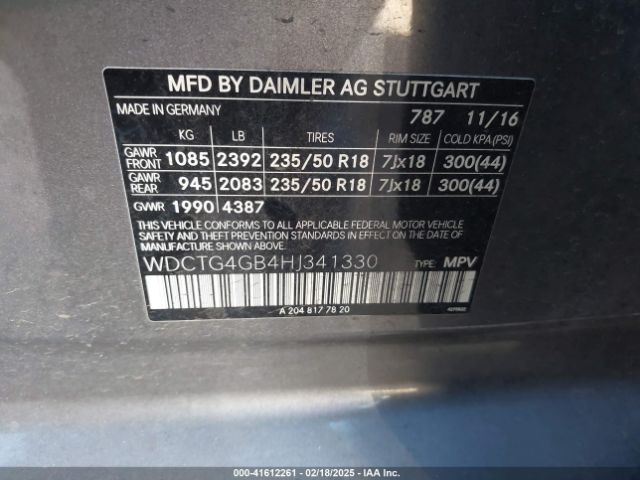 MFD BY DAIMLER AG STUTTGART
MADE IN GERMANY 787 11/16
KG LB TIRES RIM SIZE COLD KPA(PSI)
GAWR FRONT 1085 2392 235/50 R18 7Jx18 300(44)
GAWR REAR 945 2083 235/50 R18 7Jx18 300(44)
GVWR 1990 4387
THIS VEHICLE CONFORMS TO ALL APPLICABLE FEDERAL MOTOR VEHICLE
SAFETY AND THEFT PREVENTION STANDARDS IN EFFECT ON THE DATE OF
MANUFACTURE SHOWN ABOVE.
WDCTG4GB4HJ341330 TYPE: MPV
A 204 817 78 20
© COPYRIGHT - STOCK#-41612261 - 02/18/2025 - IAA Inc.